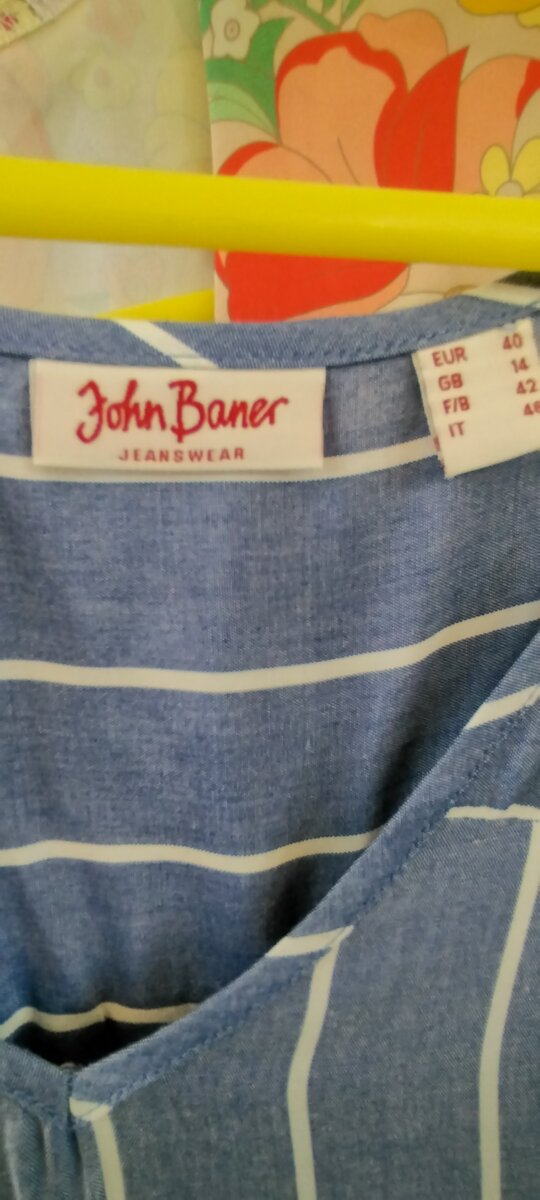 John Baner
JEANSWEAR
EUR 40
GB 14
F/B 42
IT